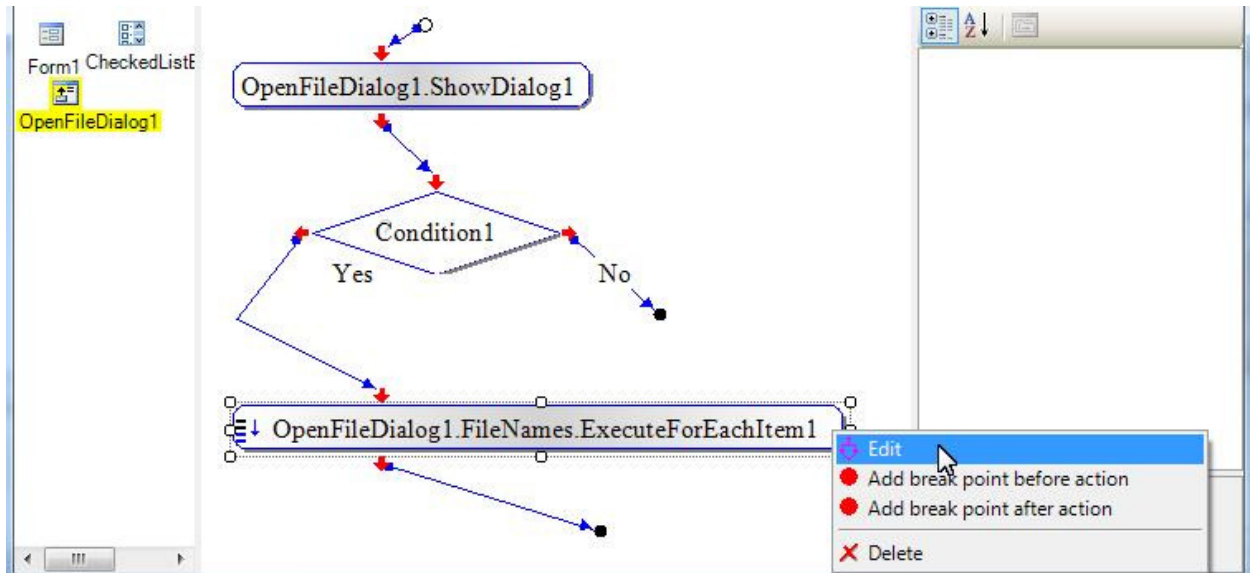 Form1 CheckedListE
OpenFileDialog1
OpenFileDialog1.ShowDialog1
Condition1
Yes
No
OpenFileDialog1.FileNames.ExecuteForEachItem1
Edit
Add break point before action
Add break point after action
Delete